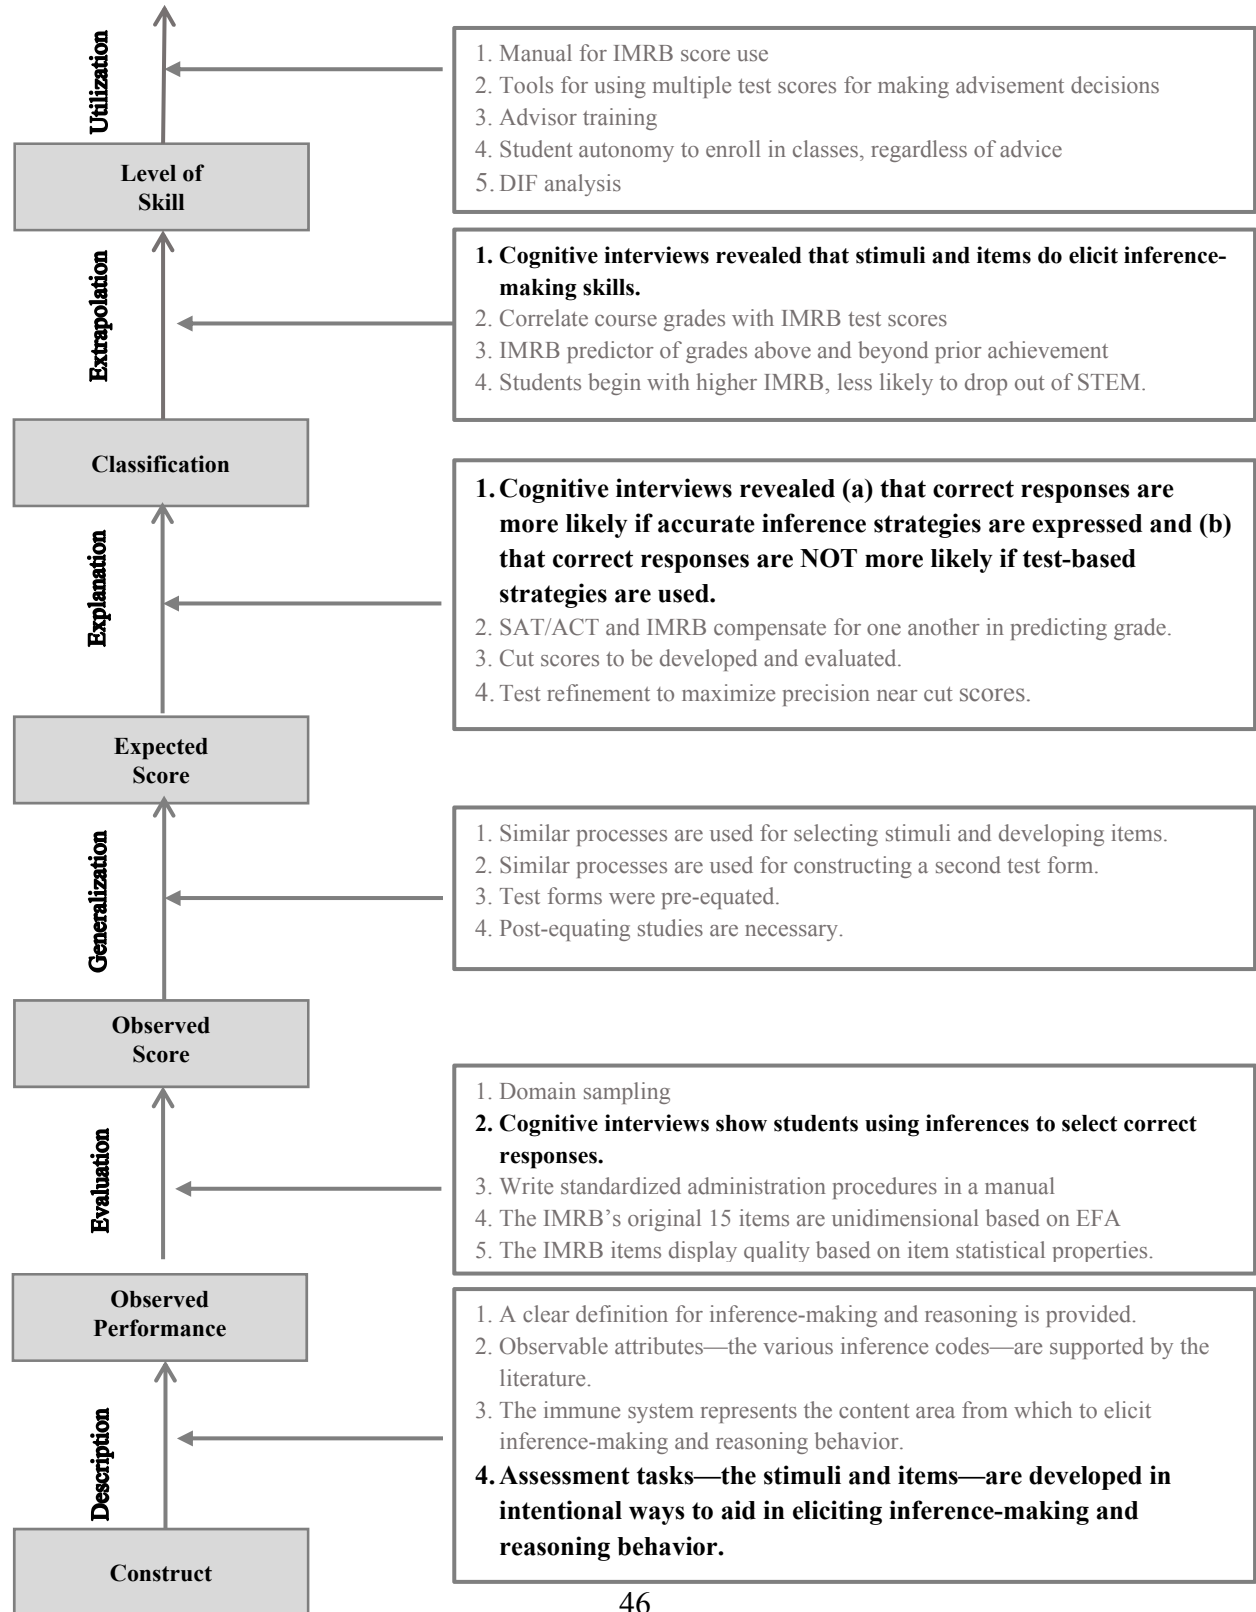 Utilization
1. Manual for IMRB score use
2. Tools for using multiple test scores for making advisement decisions
3. Advisor training
4. Student autonomy to enroll in classes, regardless of advice
5. DIF analysis
Level of
Skill
Extrapolation
1. Cognitive interviews revealed that stimuli and items do elicit inference-
making skills.
2. Correlate course grades with IMRB test scores
3. IMRB predictor of grades above and beyond prior achievement
4. Students begin with higher IMRB, less likely to drop out of STEM.
Classification
Explanation
1. Cognitive interviews revealed (a) that correct responses are
more likely if accurate inference strategies are expressed and (b)
that correct responses are NOT more likely if test-based
strategies are used.
2. SAT/ACT and IMRB compensate for one another in predicting grade.
3. Cut scores to be developed and evaluated.
4. Test refinement to maximize precision near cut scores.
Expected
Score
Generalization
1. Similar processes are used for selecting stimuli and developing items.
2. Similar processes are used for constructing a second test form.
3. Test forms were pre-equated.
4. Post-equating studies are necessary.
Observed
Score
Evaluation
1. Domain sampling
2. Cognitive interviews show students using inferences to select correct
responses.
3. Write standardized administration procedures in a manual
4. The IMRB’s original 15 items are unidimensional based on EFA
5. The IMRB items display quality based on item statistical properties.
Observed
Performance
Description
1. A clear definition for inference-making and reasoning is provided.
2. Observable attributes—the various inference codes—are supported by the
literature.
3. The immune system represents the content area from which to elicit
inference-making and reasoning behavior.
4. Assessment tasks—the stimuli and items—are developed in
intentional ways to aid in eliciting inference-making and
reasoning behavior.
Construct
46